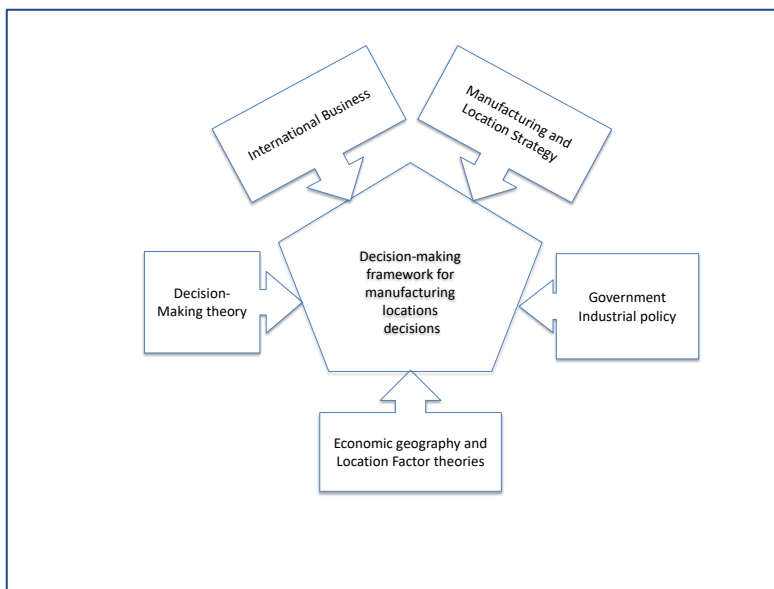 International Business
Manufacturing and
Location Strategy
Decision-
Making theory
Decision-making
framework for
manufacturing
locations
decisions
Government
Industrial policy
Economic geography and
Location Factor theories